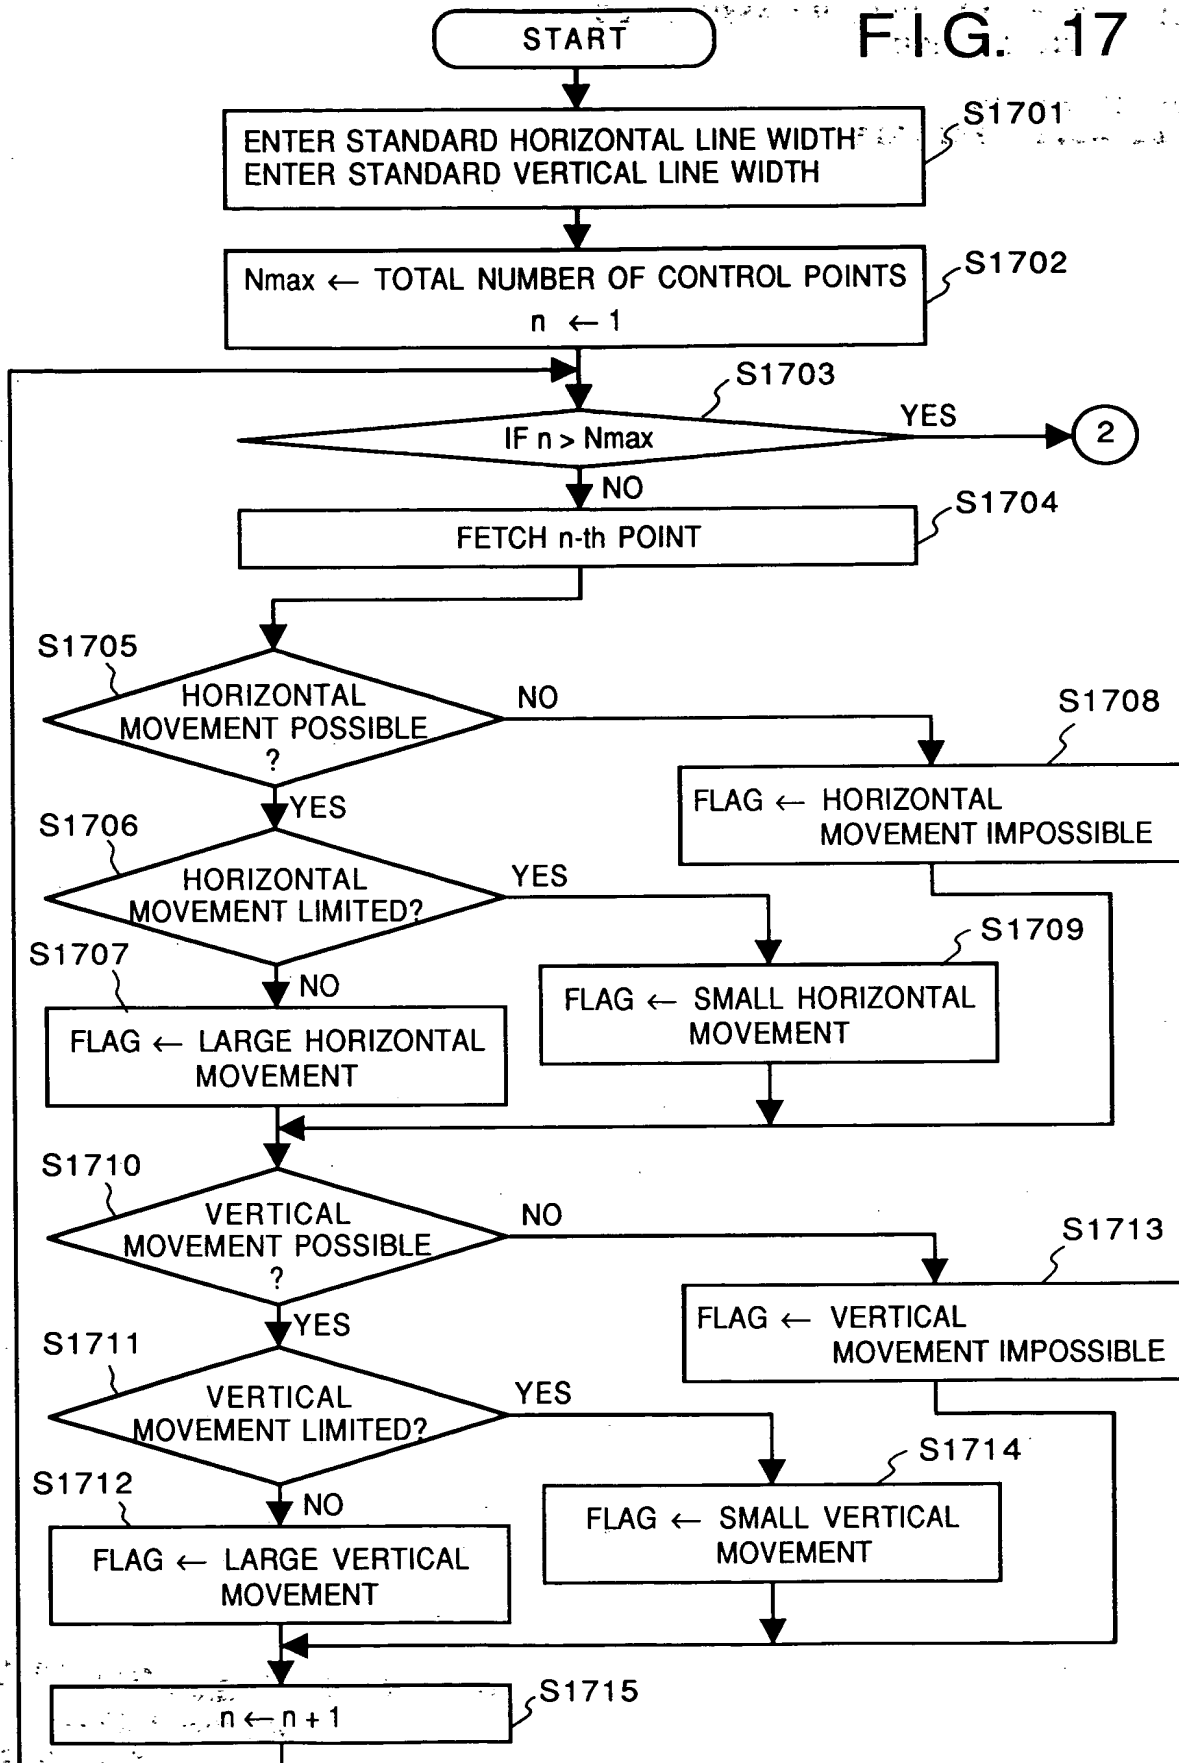 FIG. 17
START
S1701
ENTER STANDARD HORIZONTAL LINE WIDTH
ENTER STANDARD VERTICAL LINE WIDTH
S1702
Nmax ← TOTAL NUMBER OF CONTROL POINTS
n ← 1
S1703
IF n > Nmax
YES
2
NO
S1704
FETCH n-th POINT
S1705
HORIZONTAL
MOVEMENT POSSIBLE
?
NO
S1708
FLAG ← HORIZONTAL
MOVEMENT IMPOSSIBLE
YES
S1706
HORIZONTAL
MOVEMENT LIMITED?
YES
S1709
FLAG ← SMALL HORIZONTAL
MOVEMENT
NO
S1707
FLAG ← LARGE HORIZONTAL
MOVEMENT
S1710
VERTICAL
MOVEMENT POSSIBLE
?
NO
S1713
FLAG ← VERTICAL
MOVEMENT IMPOSSIBLE
YES
S1711
VERTICAL
MOVEMENT LIMITED?
YES
S1714
FLAG ← SMALL VERTICAL
MOVEMENT
NO
S1712
FLAG ← LARGE VERTICAL
MOVEMENT
S1715
n ← n + 1